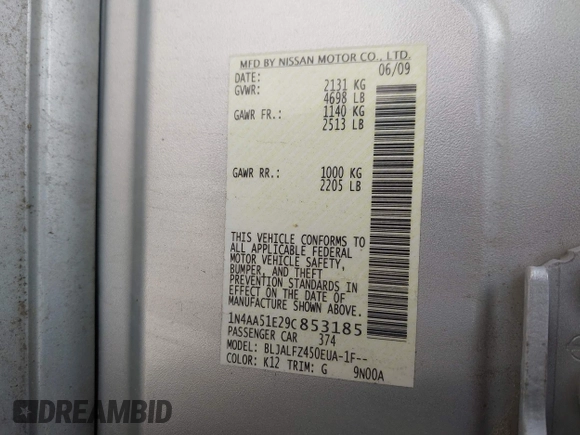 MFD BY NISSAN MOTOR CO., LTD.
DATE: 06/09
GVWR: 2131 KG
4698 LB
GAWR FR.: 1140 KG
2513 LB
GAWR RR.: 1000 KG
2205 LB
THIS VEHICLE CONFORMS TO
ALL APPLICABLE FEDERAL
MOTOR VEHICLE SAFETY,
BUMPER, AND THEFT
PREVENTION STANDARDS IN
EFFECT ON THE DATE OF
MANUFACTURE SHOWN ABOVE.
1N4AA51E29C853185
PASSENGER CAR 374
MODEL: BLJALFZ450EUA-1F--
COLOR: K12 TRIM: G 9N00A
DREAMBID